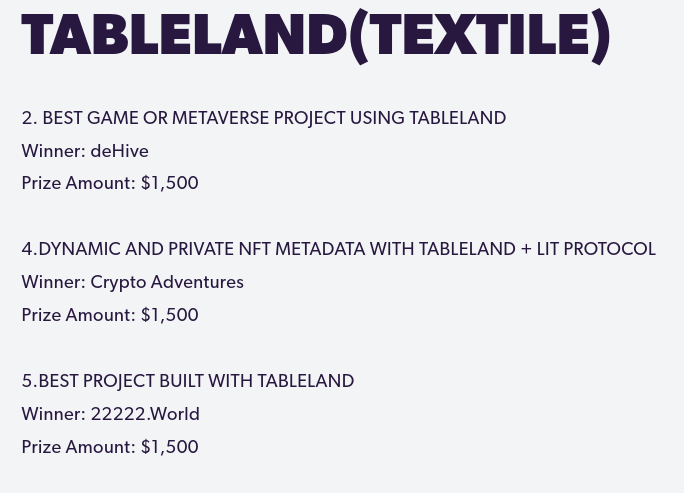 TABLELAND(TEXTILE)
2. BEST GAME OR METAVERSE PROJECT USING TABLELAND
Winner: deHive
Prize Amount: $1,500
4.DYNAMIC AND PRIVATE NFT METADATA WITH TABLELAND + LIT PROTOCOL
Winner: Crypto Adventures
Prize Amount: $1,500
5.BEST PROJECT BUILT WITH TABLELAND
Winner: 22222.World
Prize Amount: $1,500